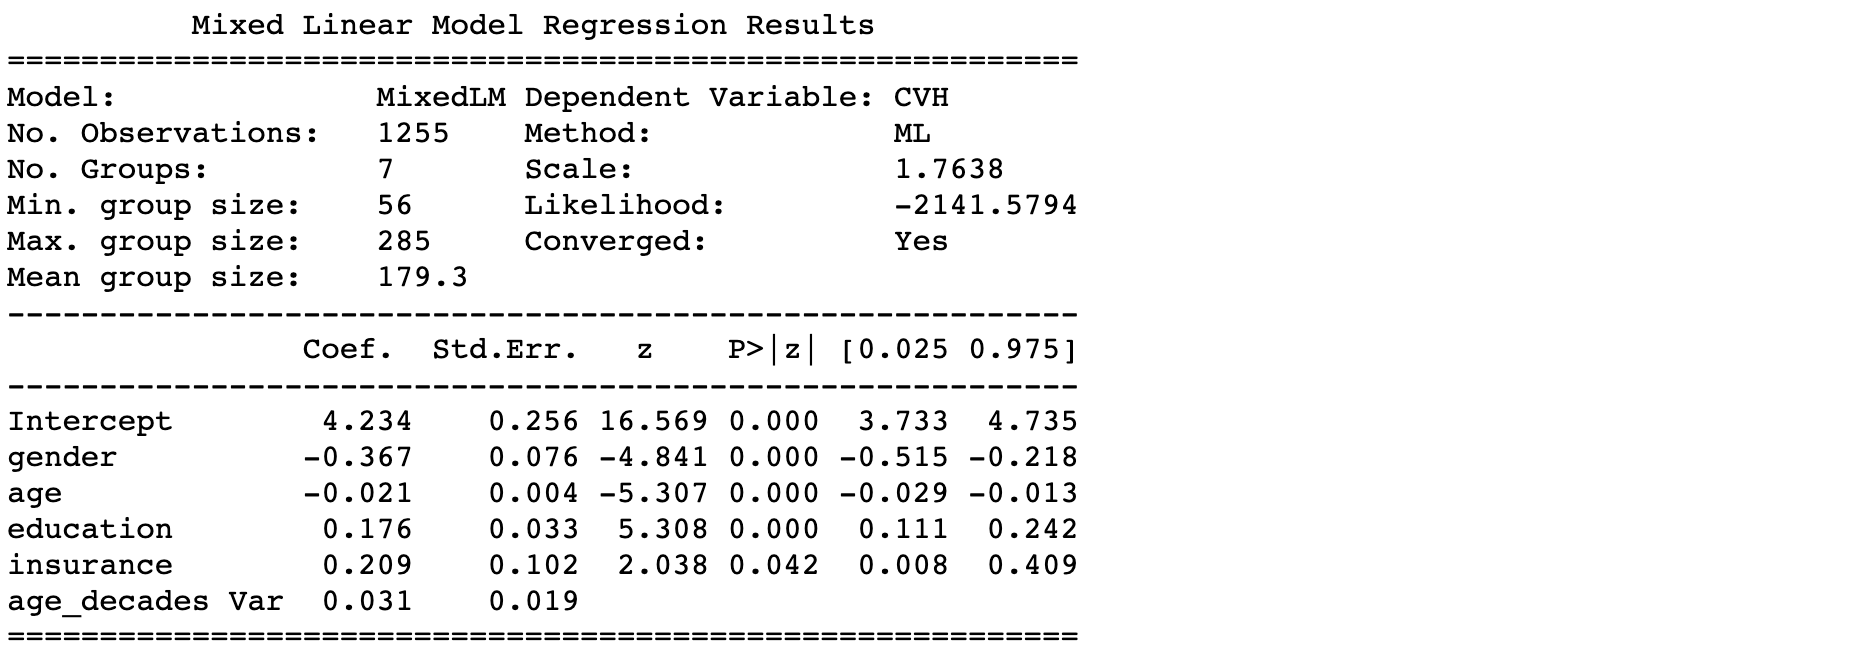 Mixed Linear Model Regression Results
==========================================================
Model:              MixedLM Dependent Variable: CVH
No. Observations:   1255    Method:             ML
No. Groups:         7       Scale:              1.7638
Min. group size:    56      Likelihood:         -2141.5794
Max. group size:    285     Converged:          Yes
Mean group size:    179.3
----------------------------------------------------------
                Coef.  Std.Err.   z    P>|z| [0.025 0.975]
----------------------------------------------------------
Intercept        4.234    0.256 16.569 0.000  3.733  4.735
gender          -0.367    0.076 -4.841 0.000 -0.515 -0.218
age             -0.021    0.004 -5.307 0.000 -0.029 -0.013
education        0.176    0.033  5.308 0.000  0.111  0.242
insurance        0.209    0.102  2.038 0.042  0.008  0.409
age_decades Var  0.031    0.019
==========================================================